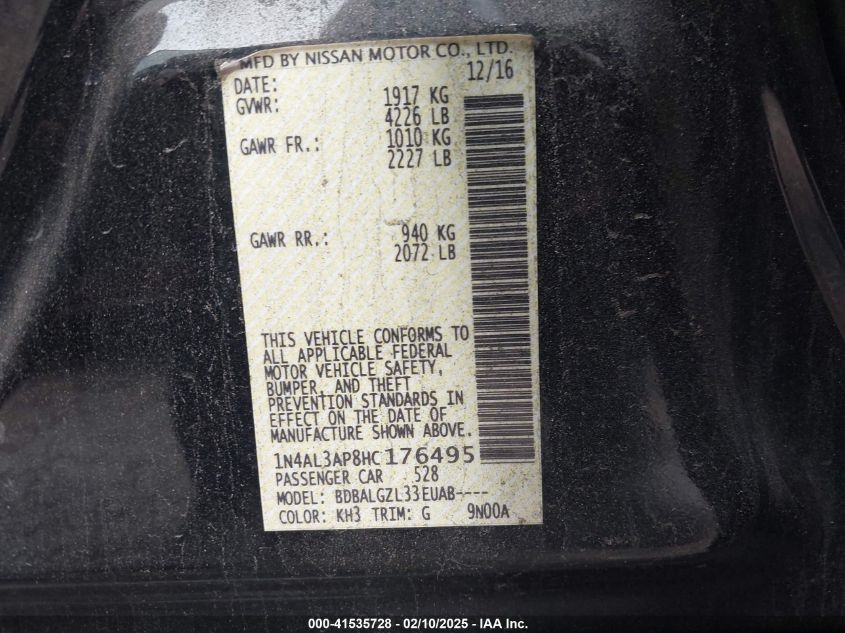 MFD BY NISSAN MOTOR CO., LTD.
DATE: 12/16
GVWR: 1917 KG
4226 LB
GAWR FR.: 1010 KG
2227 LB
GAWR RR.: 940 KG
2072 LB
THIS VEHICLE CONFORMS TO
ALL APPLICABLE FEDERAL
MOTOR VEHICLE SAFETY,
BUMPER, AND THEFT
PREVENTION STANDARDS IN
EFFECT ON THE DATE OF
MANUFACTURE SHOWN ABOVE.
1N4AL3AP8HC176495
PASSENGER CAR 528
MODEL: BDBALGZL33EUAB----
COLOR: KH3 TRIM: G 9N00A
000-41535728 - 02/10/2025 - IAA Inc.